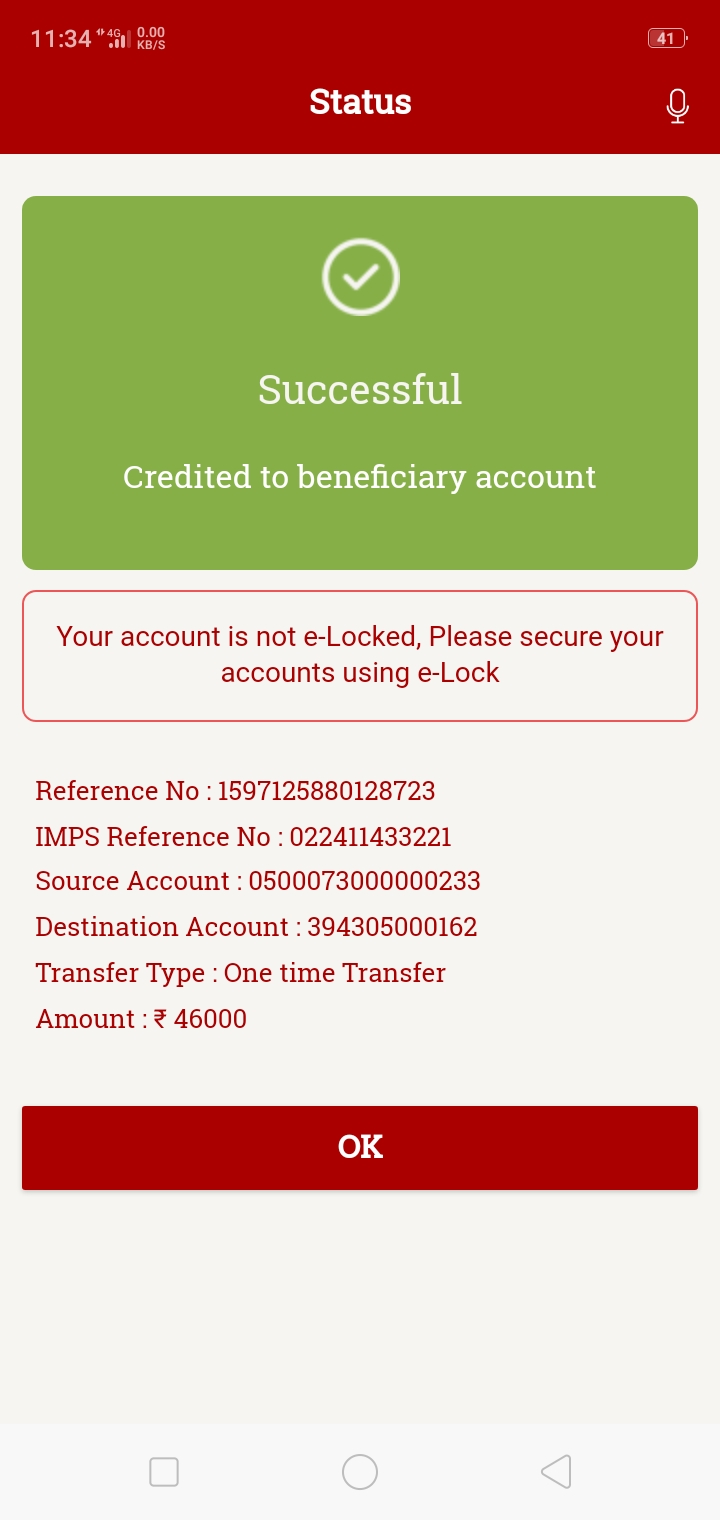 11:34 4G 0.00 KB/S 41
Status
Successful
Credited to beneficiary account
Your account is not e-Locked, Please secure your
accounts using e-Lock
Reference No : 1597125880128723
IMPS Reference No : 022411433221
Source Account : 0500073000000233
Destination Account : 394305000162
Transfer Type : One time Transfer
Amount : ₹ 46000
OK